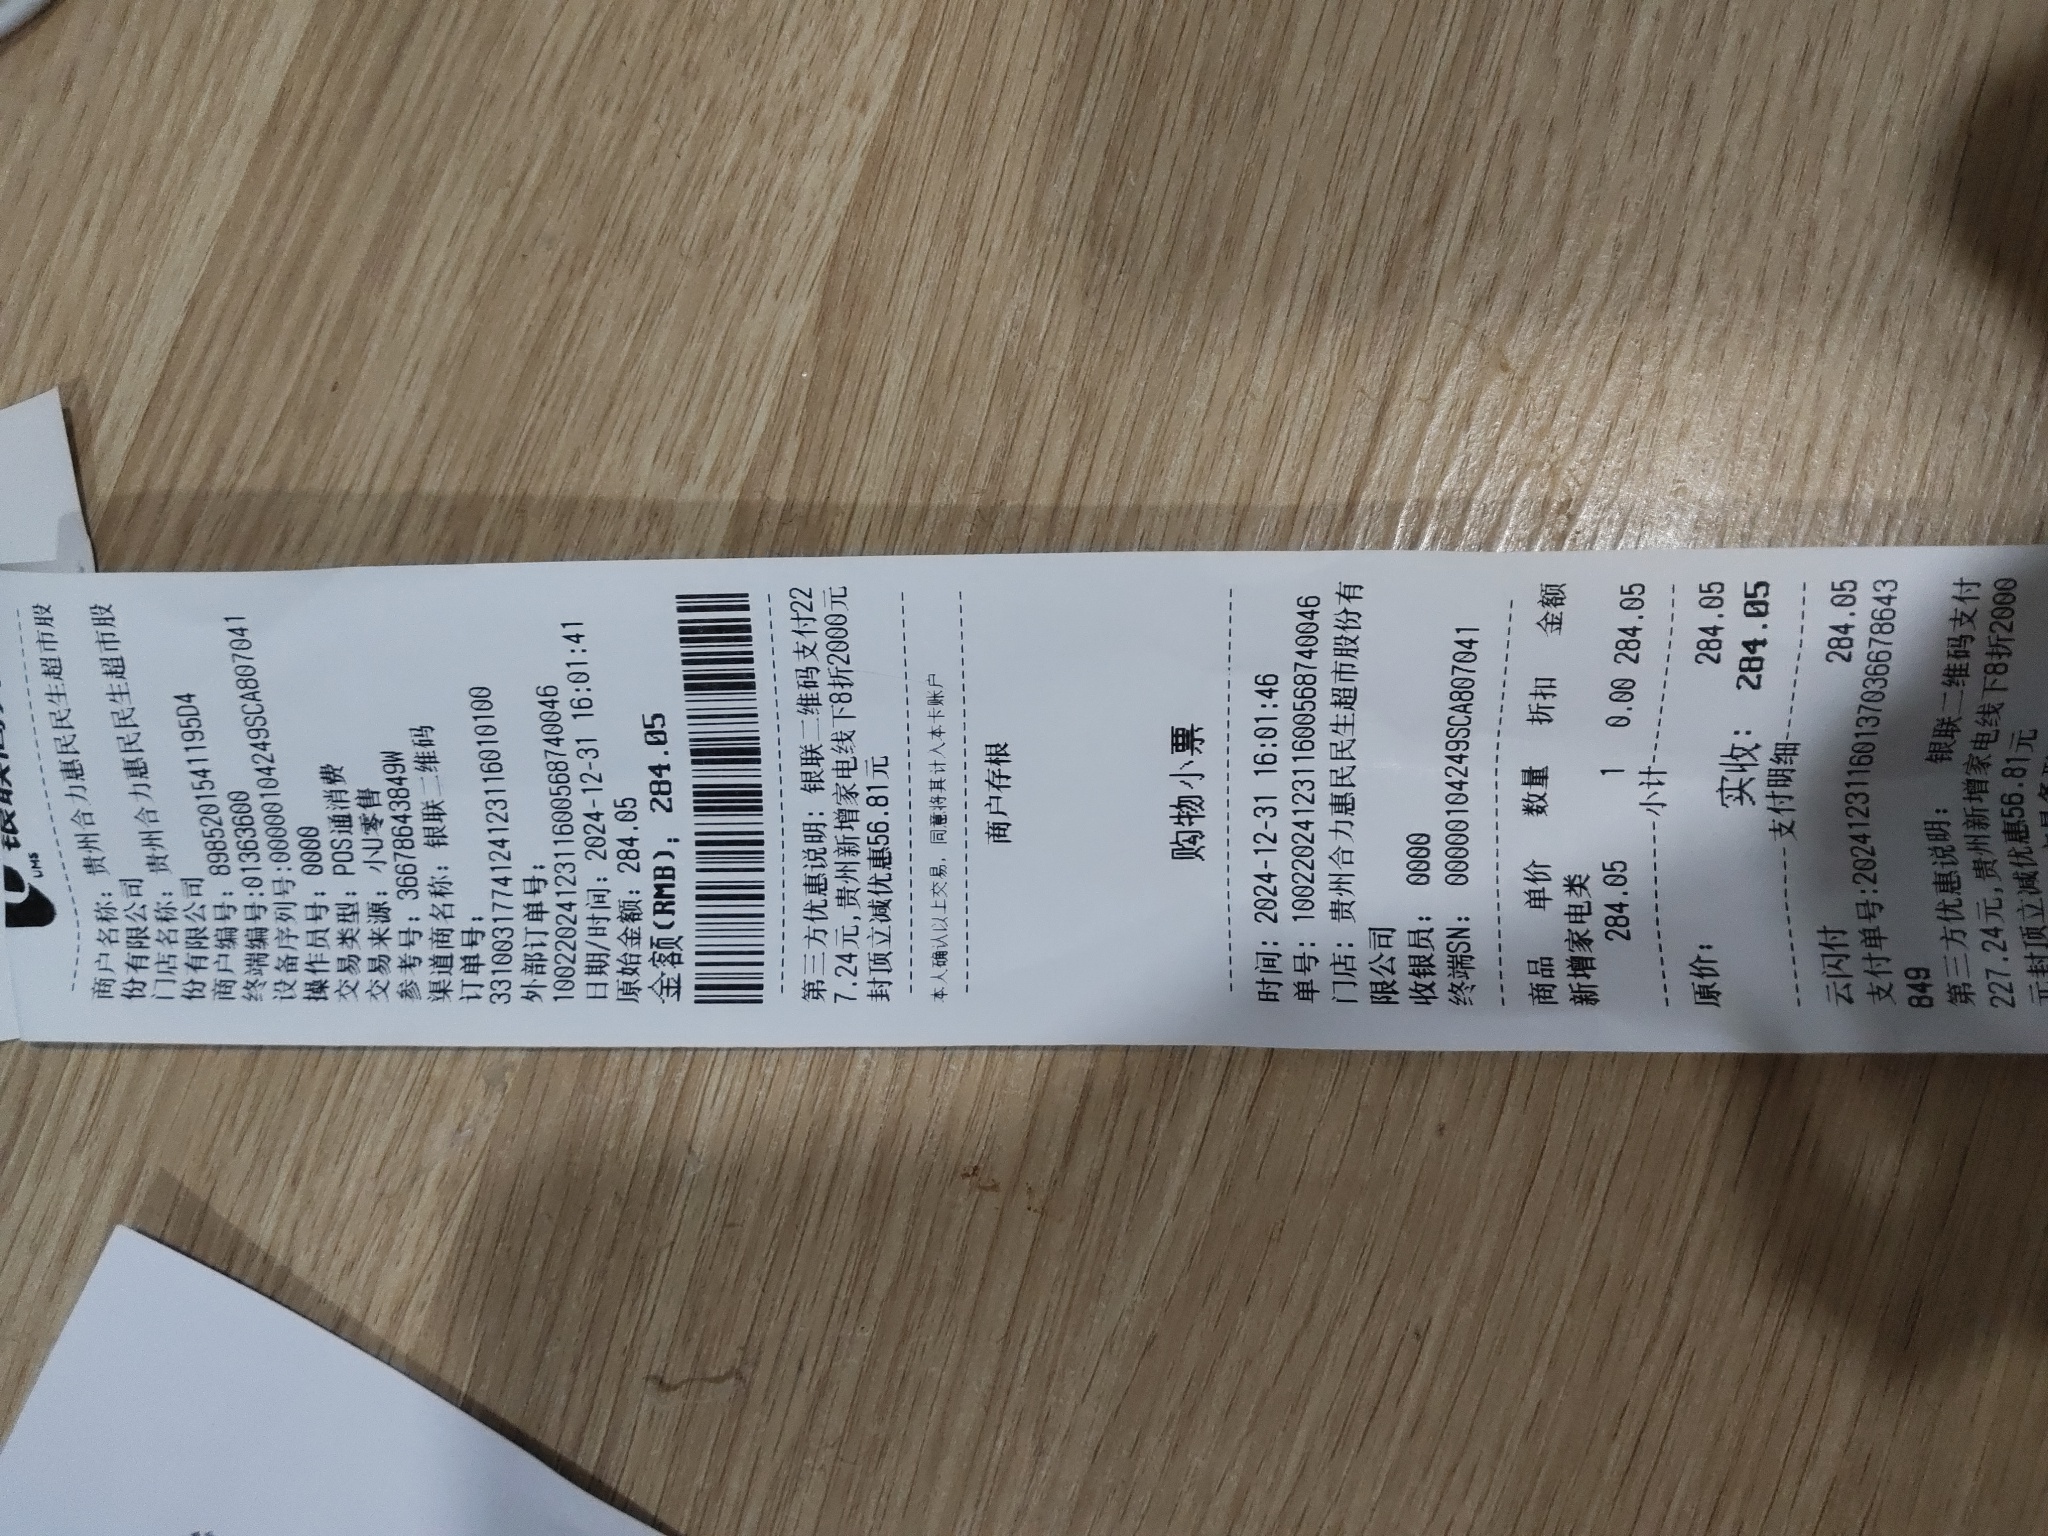 UMS
商户名称: 贵州合力惠民民生超市股
份有限公司
门店名称: 贵州合力惠民民生超市股
份有限公司
商户编号: 8985201541195D4
终端编号:01363600
设备序列号:0000010424​9SCA807041
操作员号: 0000
交易类型: POS通消费
交易来源: 小U零售
参考号: 36678643849W
渠道商名称: 银联二维码
订单号:
3310031774124123116010100
外部订单号:
10022024123116005687​40046
日期/时间: 2024-12-31 16:01:41
原始金额: 284.05
金额(RMB): 284.05
第三方优惠说明: 银联二维码支付22
7.24元,贵州新增家电线下8折2000元
封顶立减优惠56.81元
本人确认以上交易, 同意将其计入本卡账户
商户存根
购物小票
时间: 2024-12-31 16:01:46
单号: 1002202412311600568740046
门店: 贵州合力惠民民生超市股份有
限公司
收银员: 0000
终端SN: 00000104249SCA807041
商品 单价 数量 折扣 金额
新增家电类
284.05 1 0.00 284.05
小计
原价: 284.05
实收: 284.05
支付明细
云闪付 284.05
支付单号:20241231160137036678643
849
第三方优惠说明: 银联二维码支付
227.24元,贵州新增家电线下8折2000
元封顶立减优惠56.81元